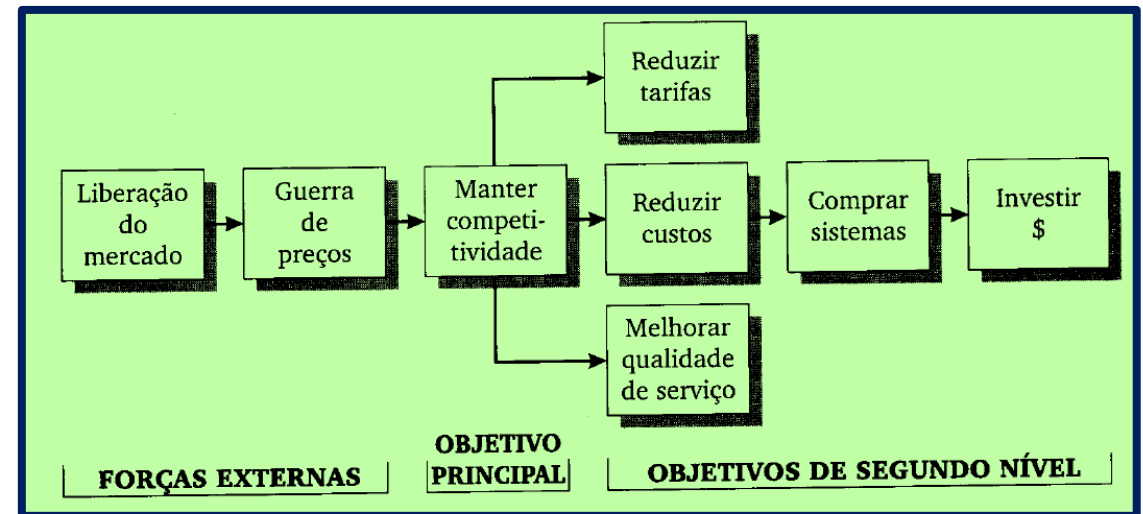 Reduzir
tarifas
Liberação
do
mercado
Guerra
de
preços
Manter
competi-
tividade
Reduzir
custos
Comprar
sistemas
Investir
$
Melhorar
qualidade
de serviço
FORÇAS EXTERNAS
OBJETIVO
PRINCIPAL
OBJETIVOS DE SEGUNDO NÍVEL